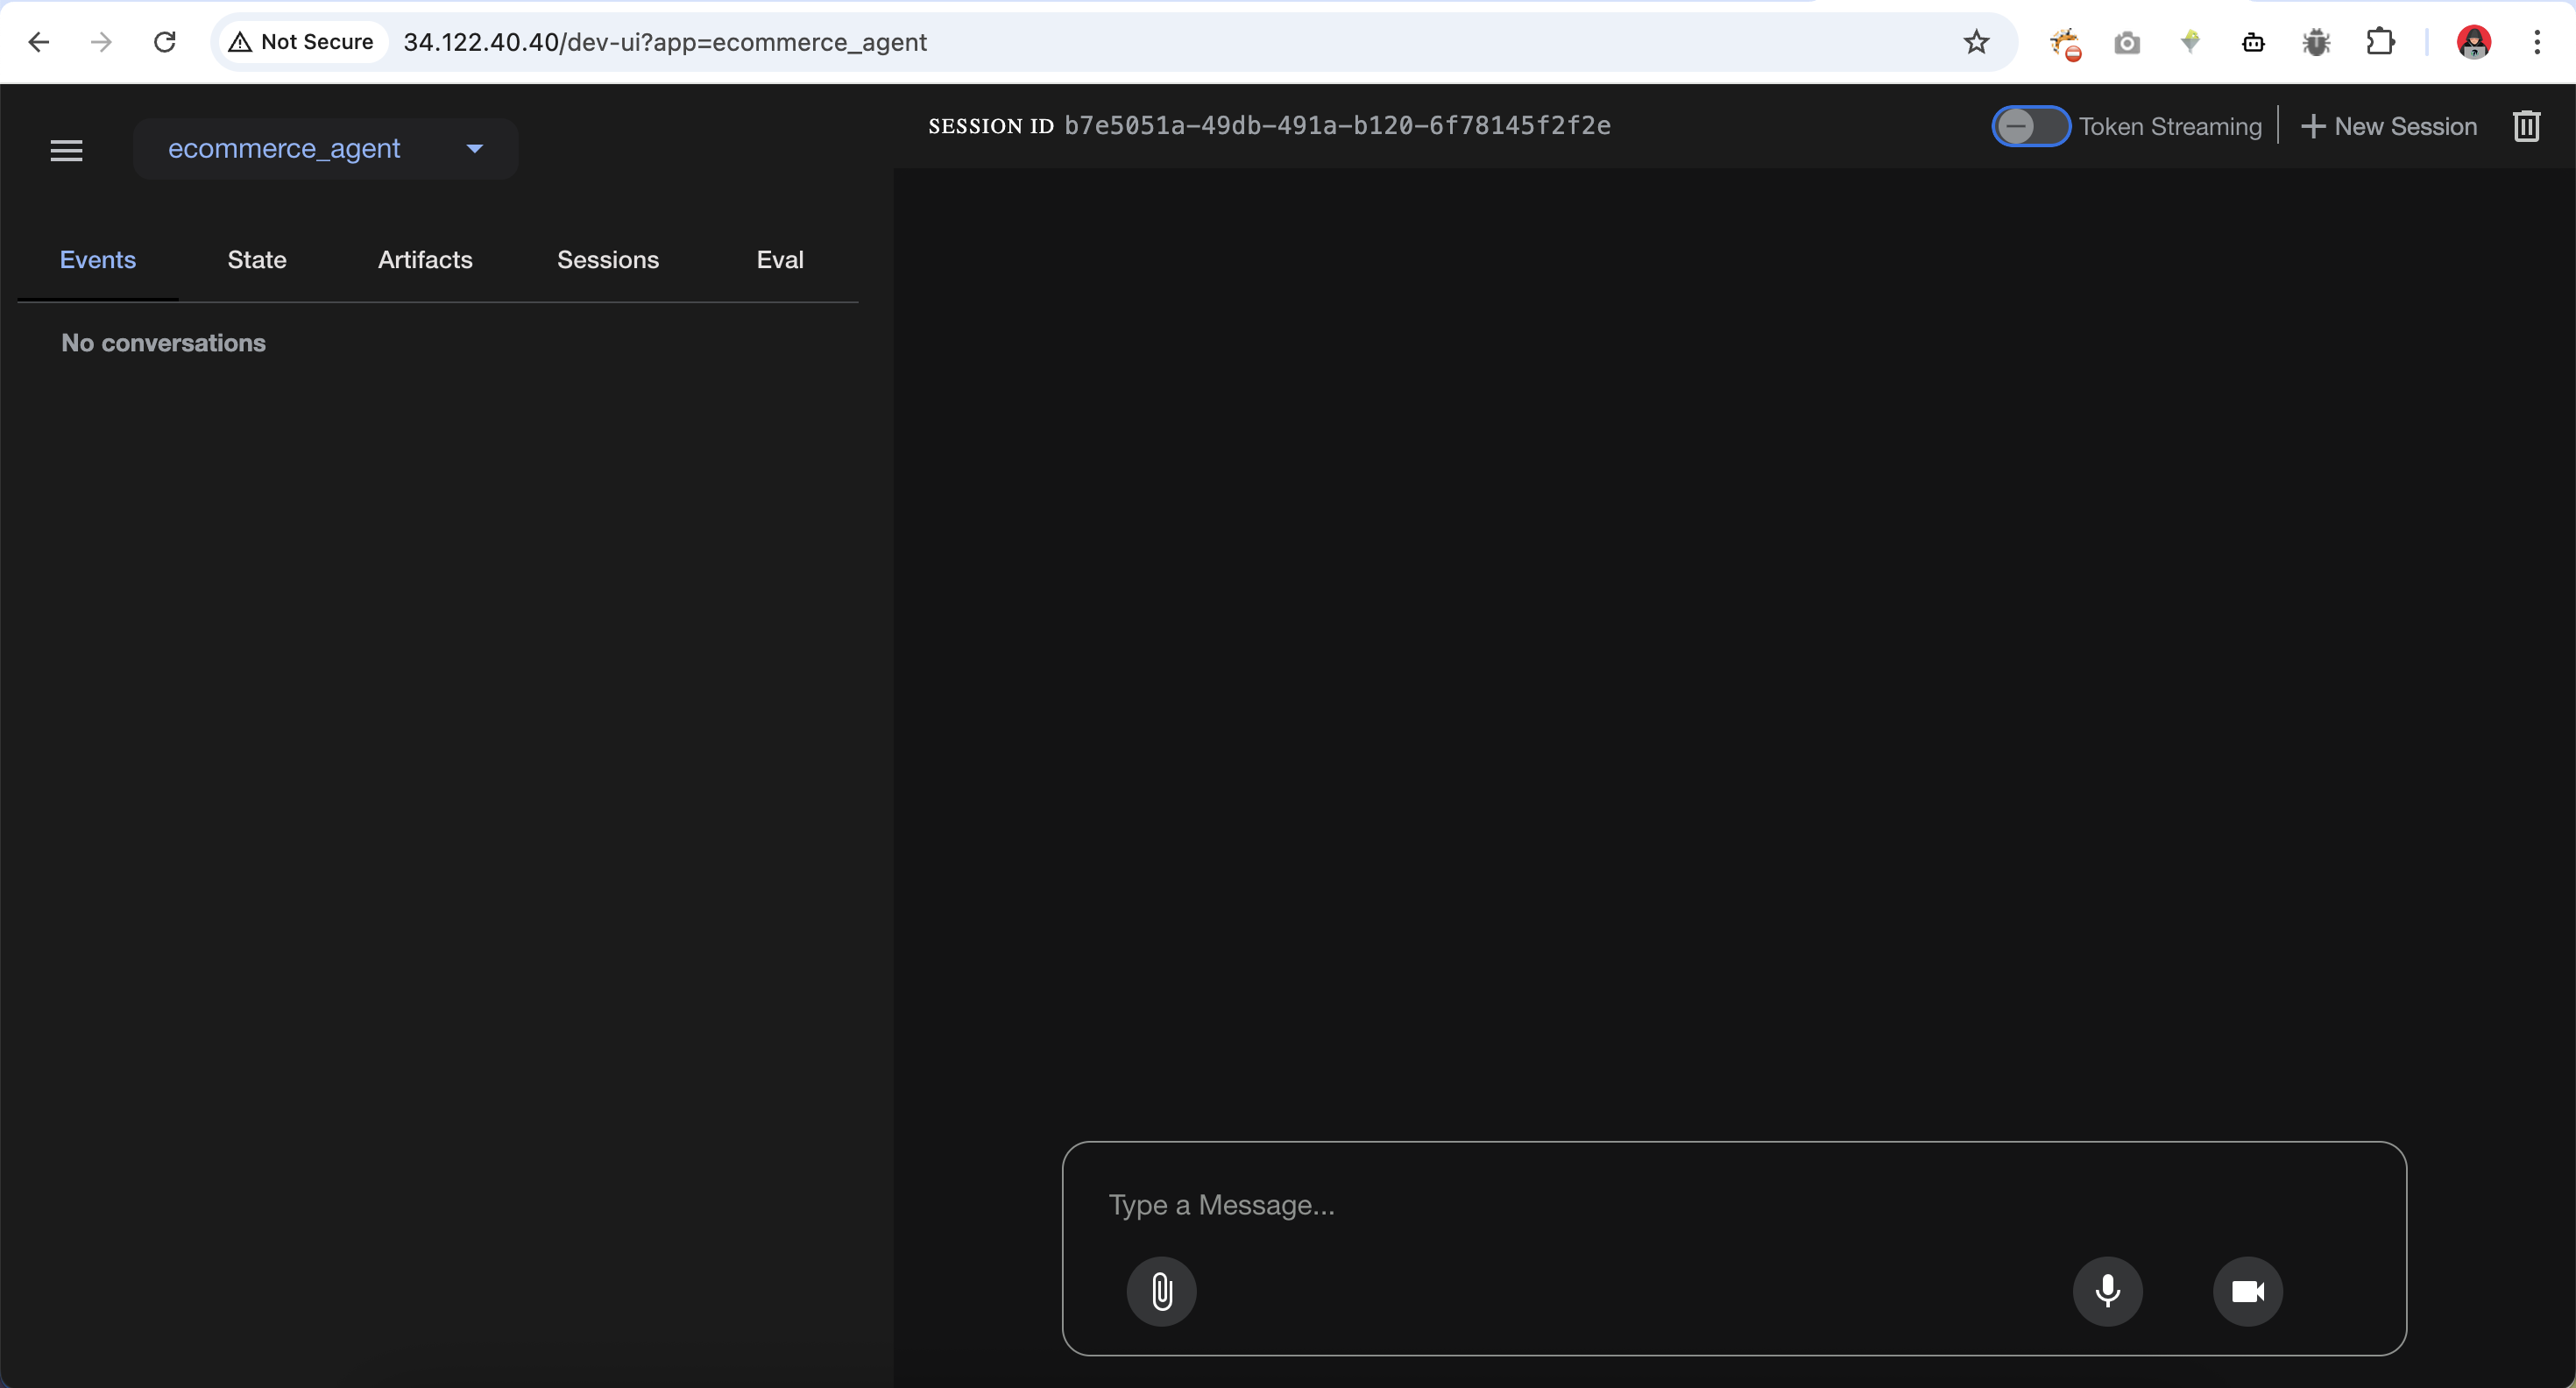 Not Secure 34.122.40.40/dev-ui?app=ecommerce_agent
ecommerce_agent
SESSION ID b7e5051a-49db-491a-b120-6f78145f2f2e
Token Streaming
New Session
Events State Artifacts Sessions Eval
No conversations
Type a Message...